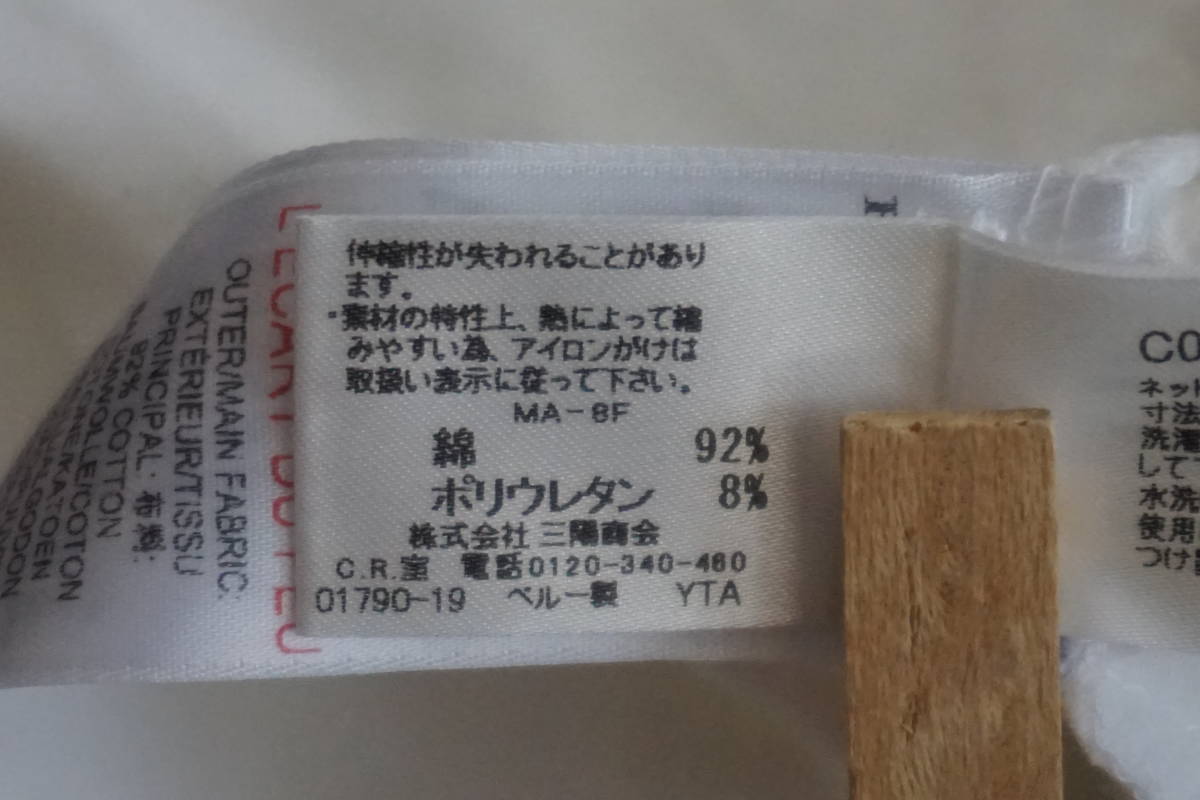 伸縮性が失われることがあり
ます。
・素材の特性上、熱によって縮
みやすい為、アイロンがけは
取扱い表示に従って下さい。
MA-8F
綿 92%
ポリウレタン 8%
株式会社 三陽商会
C.R.室 電話0120-340-460
01790-19 ペルー製 YTA
OUTER/MAIN FABRIC:
EXTÉRIEUR/TISSU
PRINCIPAL·布料:
92% COTTON
ネッ
寸法
洗濯
して
水洗
使用
つけ